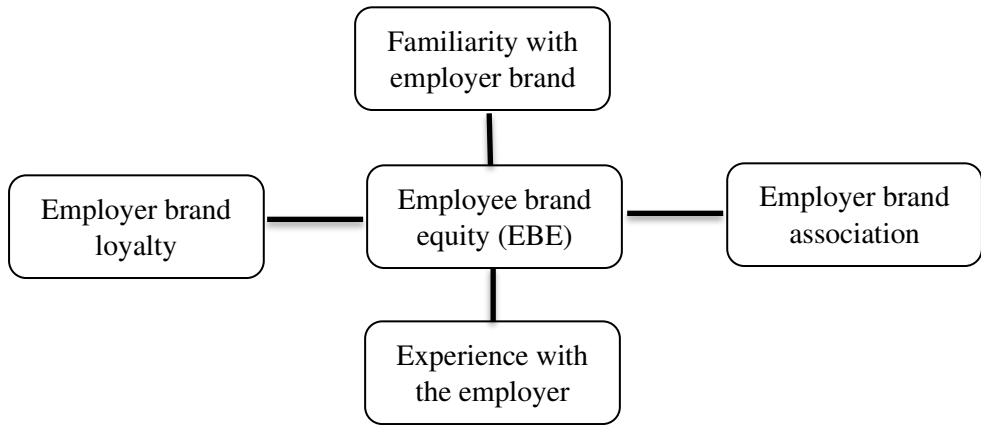 Familiarity with
employer brand
Employer brand
loyalty
Employee brand
equity (EBE)
Employer brand
association
Experience with
the employer